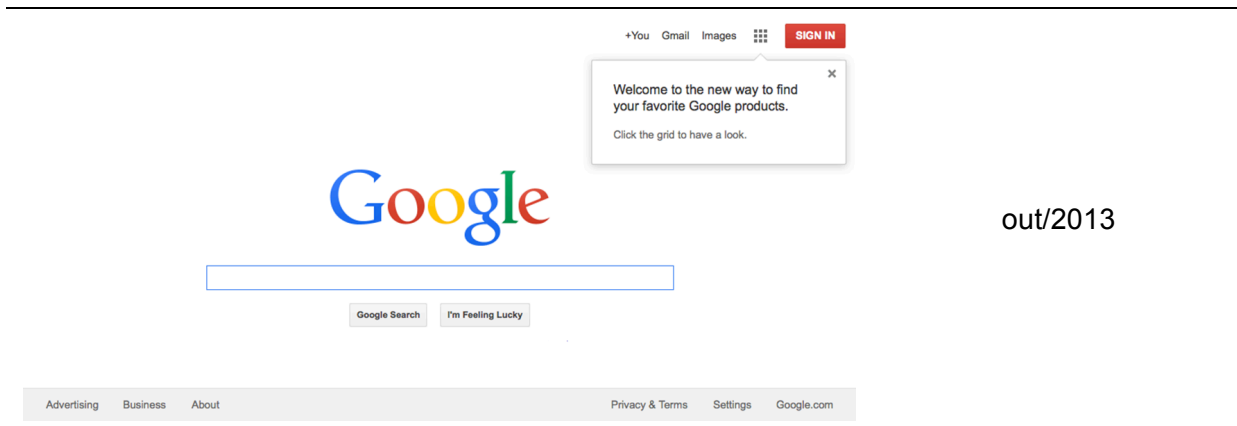 +You Gmail Images SIGN IN
Welcome to the new way to find
your favorite Google products.
Click the grid to have a look.
Google
out/2013
Google Search I'm Feeling Lucky
Advertising Business About Privacy & Terms Settings Google.com